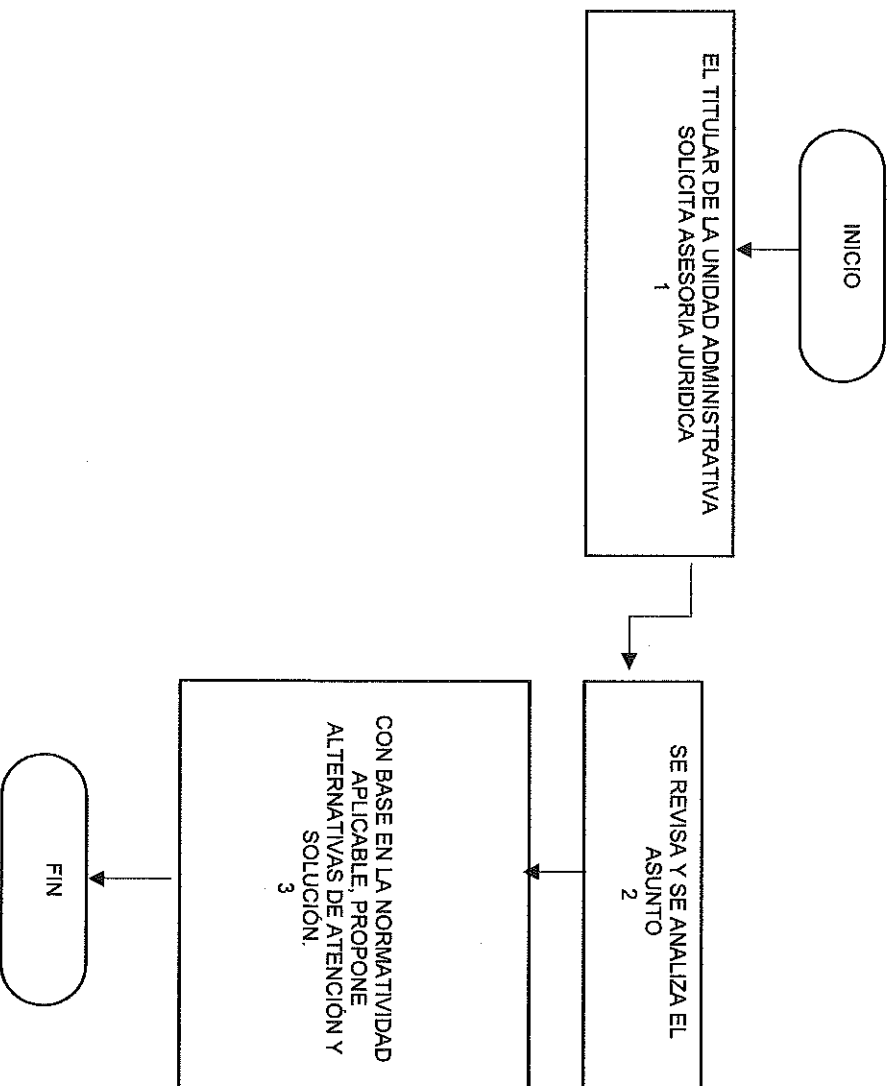 INICIO
EL TITULAR DE LA UNIDAD ADMINISTRATIVA
SOLICITA ASESORIA JURIDICA
1
SE REVISA Y SE ANALIZA EL
ASUNTO
2
CON BASE EN LA NORMATIVIDAD
APLICABLE, PROPONE
ALTERNATIVAS DE ATENCIÓN Y
SOLUCIÓN.
3
FIN